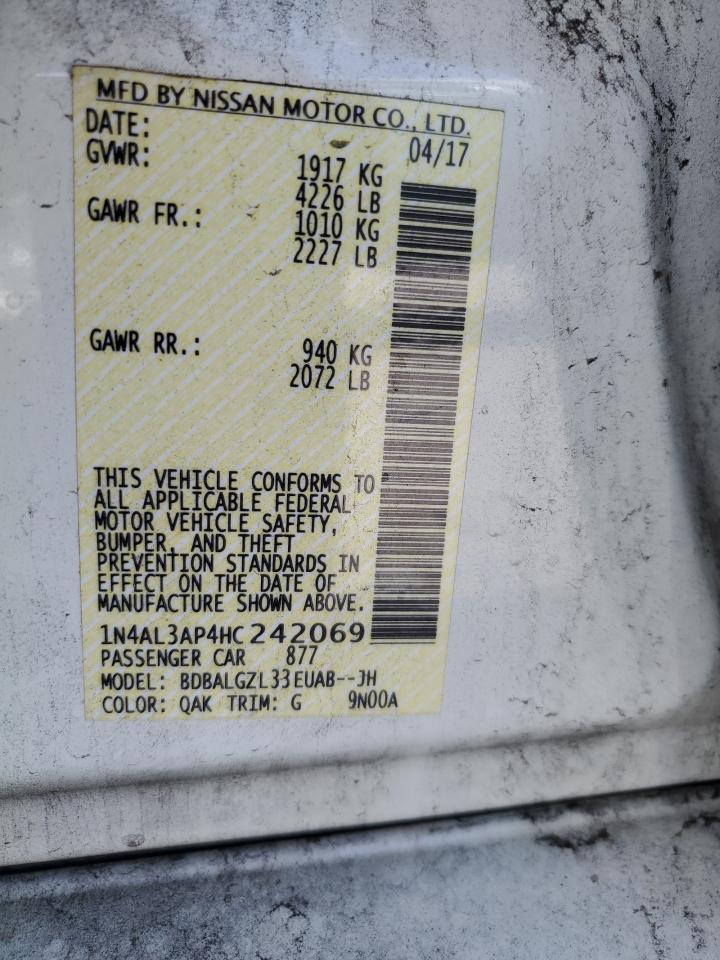 MFD BY NISSAN MOTOR CO., LTD.
DATE: 04/17
GVWR: 1917 KG
4226 LB
GAWR FR.: 1010 KG
2227 LB
GAWR RR.: 940 KG
2072 LB
THIS VEHICLE CONFORMS TO
ALL APPLICABLE FEDERAL
MOTOR VEHICLE SAFETY,
BUMPER, AND THEFT
PREVENTION STANDARDS IN
EFFECT ON THE DATE OF
MANUFACTURE SHOWN ABOVE.
1N4AL3AP4HC242069
PASSENGER CAR 877
MODEL: BDBALGZL33EUAB--JH
COLOR: QAK TRIM: G 9N00A